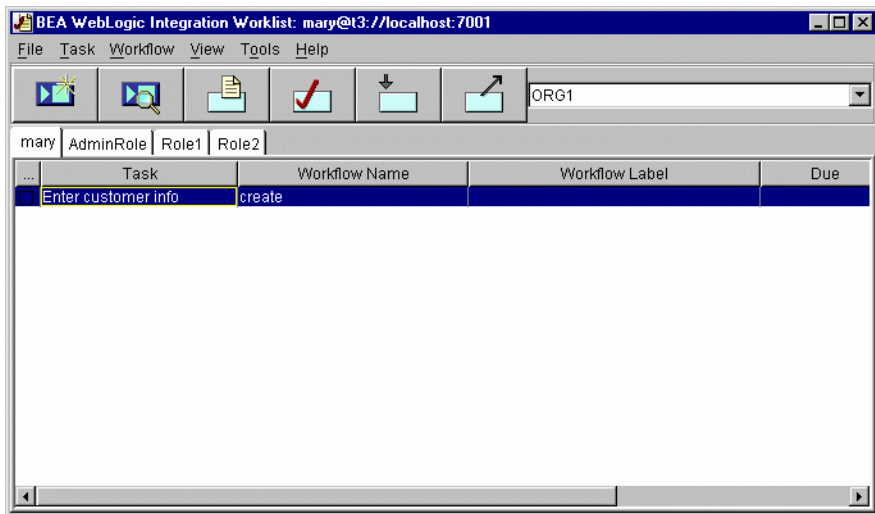 BEA WebLogic Integration Worklist: mary@t3://localhost:7001
File Task Workflow View Tools Help
ORG1
mary AdminRole Role1 Role2
... Task Workflow Name Workflow Label Due
Enter customer info create